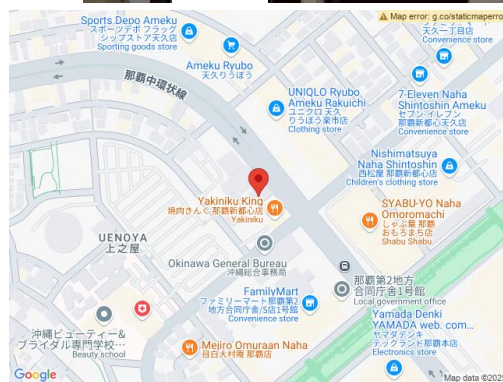 Map error: g.co/staticmaperro
Sports Depo Ameku
スポーツデポ フラッグ
シップストア天久店
Sporting goods store
天久一丁目店
Convenience store
Ameku Ryubo
天久りうぼう
那覇中環状線
UNIQLO Ryubo
Ameku Rakuichi
ユニクロ 天久
りうぼう楽市店
Clothing store
7-Eleven Naha
Shintoshin Ameku
セブン-イレブン
那覇新都心天久店
Convenience store
Nishimatsuya
Naha Shintoshin
西松屋 那覇新都心店
Children's clothing store
Yakiniku King
焼肉きんぐ 那覇新都心店
Yakiniku
SYABU-YO Naha
Omoromachi
しゃぶ葉 那覇
おもろまち店
Shabu Shabu
UENOYA
上之屋
Okinawa General Bureau
沖縄総合事務局
那覇第2地方
合同庁舎1号館
Local government office
FamilyMart
ファミリーマート那覇第2
地方合同庁舎/S店1号館
Convenience store
Yamada Denki
YAMADA web. com...
ヤマダデンキ
テックランド那覇本店
Electronics store
沖縄ビューティー&
ブライダル専門学校…
Beauty school
Mejiro Omuraan Naha
目白大村庵 那覇店
Google
Map data ©202